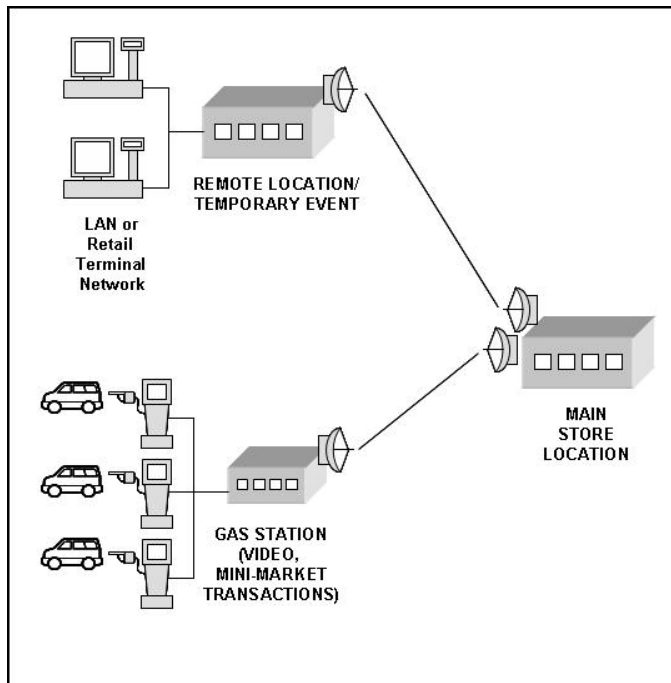 REMOTE LOCATION/
TEMPORARY EVENT
LAN or
Retail
Terminal
Network
MAIN
STORE
LOCATION
GAS STATION
(VIDEO,
MINI-MARKET
TRANSACTIONS)